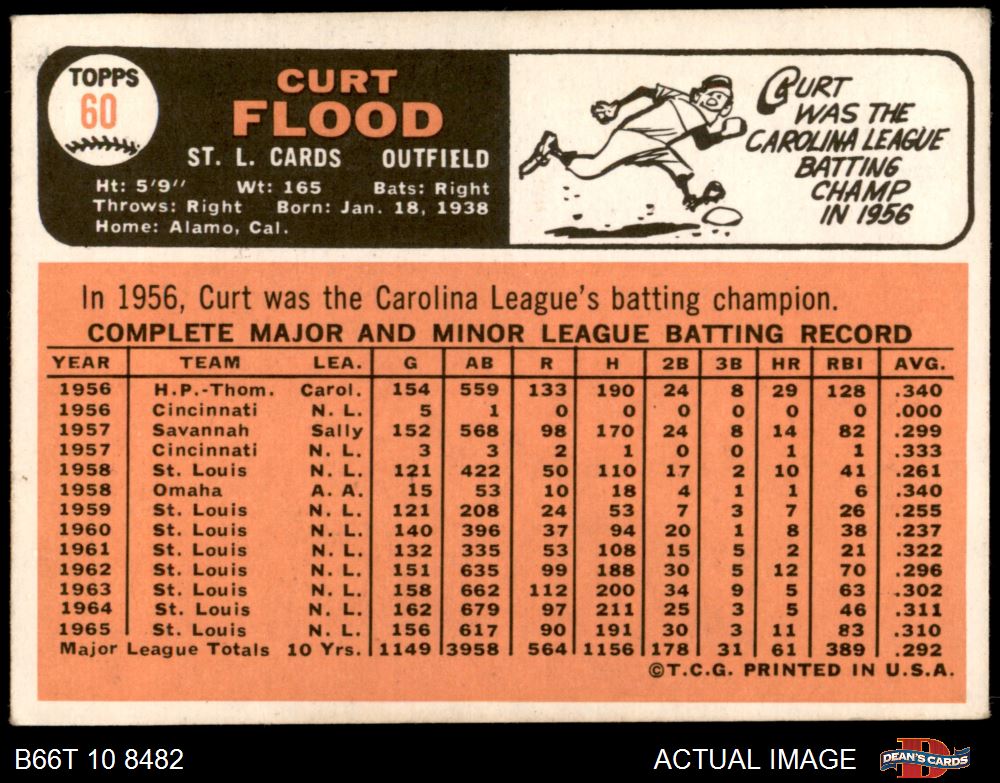 TOPPS
60
CURT
FLOOD
ST. L. CARDS OUTFIELD
Ht: 5'9" Wt: 165 Bats: Right
Throws: Right Born: Jan. 18, 1938
Home: Alamo, Cal.
CURT
WAS THE
CAROLINA LEAGUE
BATTING
CHAMP
IN 1956
In 1956, Curt was the Carolina League's batting champion.
COMPLETE MAJOR AND MINOR LEAGUE BATTING RECORD
YEAR TEAM LEA. G AB R H 2B 3B HR RBI AVG.
1956 H.P.-Thom. Carol. 154 559 133 190 24 8 29 128 .340
1956 Cincinnati N. L. 5 1 0 0 0 0 0 0 .000
1957 Savannah Sally 152 568 98 170 24 8 14 82 .299
1957 Cincinnati N. L. 3 3 2 1 0 0 1 1 .333
1958 St. Louis N. L. 121 422 50 110 17 2 10 41 .261
1958 Omaha A. A. 15 53 10 18 4 1 1 6 .340
1959 St. Louis N. L. 121 208 24 53 7 3 7 26 .255
1960 St. Louis N. L. 140 396 37 94 20 1 8 38 .237
1961 St. Louis N. L. 132 335 53 108 15 5 2 21 .322
1962 St. Louis N. L. 151 635 99 188 30 5 12 70 .296
1963 St. Louis N. L. 158 662 112 200 34 9 5 63 .302
1964 St. Louis N. L. 162 679 97 211 25 3 5 46 .311
1965 St. Louis N. L. 156 617 90 191 30 3 11 83 .310
Major League Totals 10 Yrs. 1149 3958 564 1156 178 31 61 389 .292
©T.C.G. PRINTED IN U.S.A.
B66T 10 8482 ACTUAL IMAGE DEAN'S CARDS